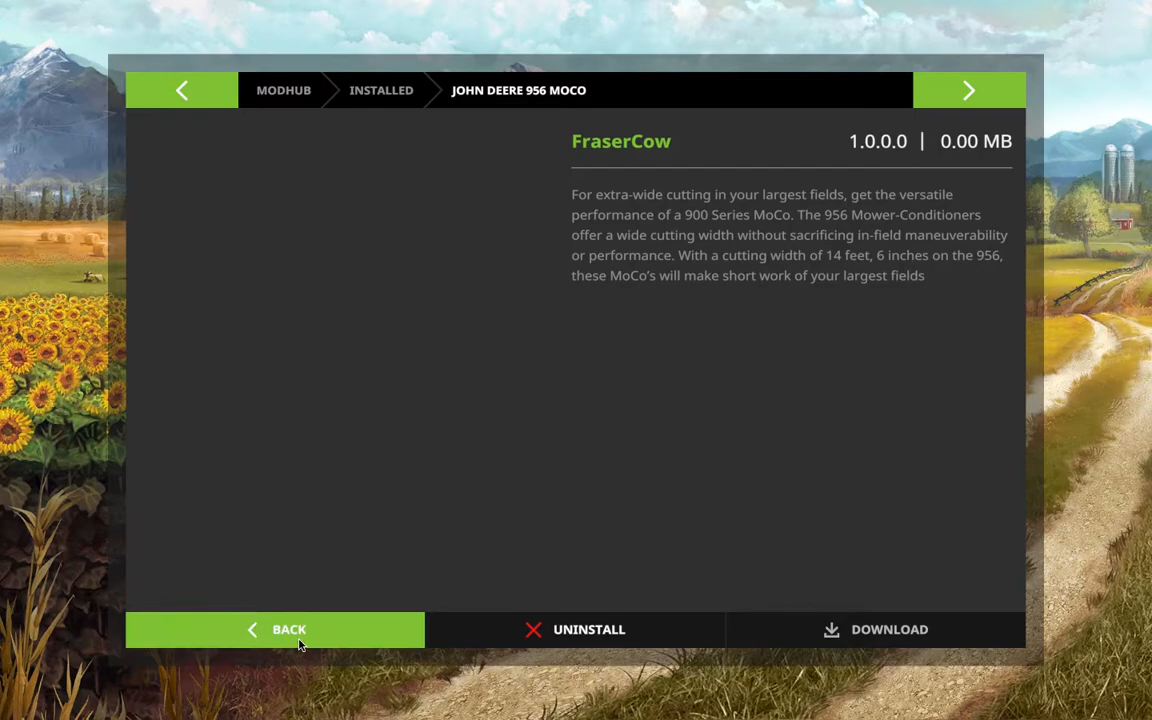 MODHUB INSTALLED JOHN DEERE 956 MOCO
FraserCow 1.0.0.0 | 0.00 MB
For extra-wide cutting in your largest fields, get the versatile
performance of a 900 Series MoCo. The 956 Mower-Conditioners
offer a wide cutting width without sacrificing in-field maneuverability
or performance. With a cutting width of 14 feet, 6 inches on the 956,
these MoCo's will make short work of your largest fields
BACK UNINSTALL DOWNLOAD